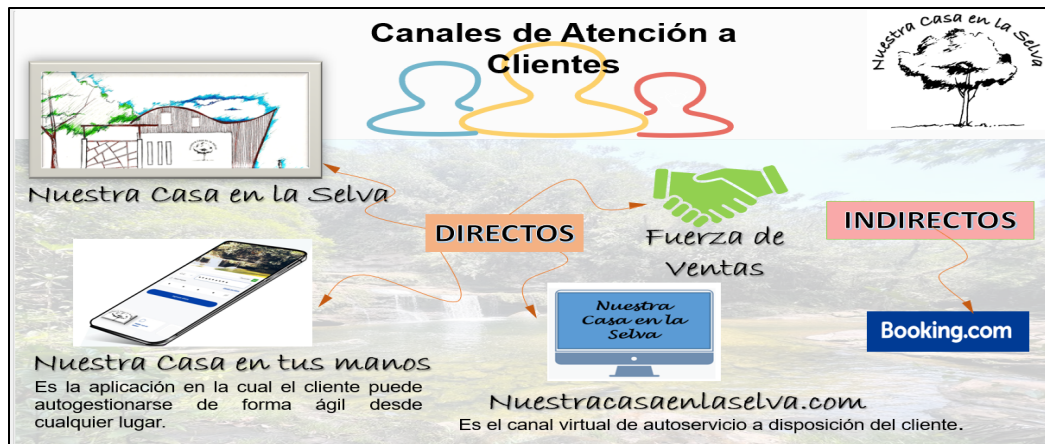 Canales de Atención a
Clientes
Nuestra Casa en la Selva
Nuestra Casa en la Selva
DIRECTOS
Fuerza de
Ventas
INDIRECTOS
Nuestra
Casa en la
Selva
Booking.com
Nuestra Casa en tus manos
Es la aplicación en la cual el cliente puede
autogestionarse de forma ágil desde
cualquier lugar.
Nuestracasaenlaselva.com
Es el canal virtual de autoservicio a disposición del cliente.